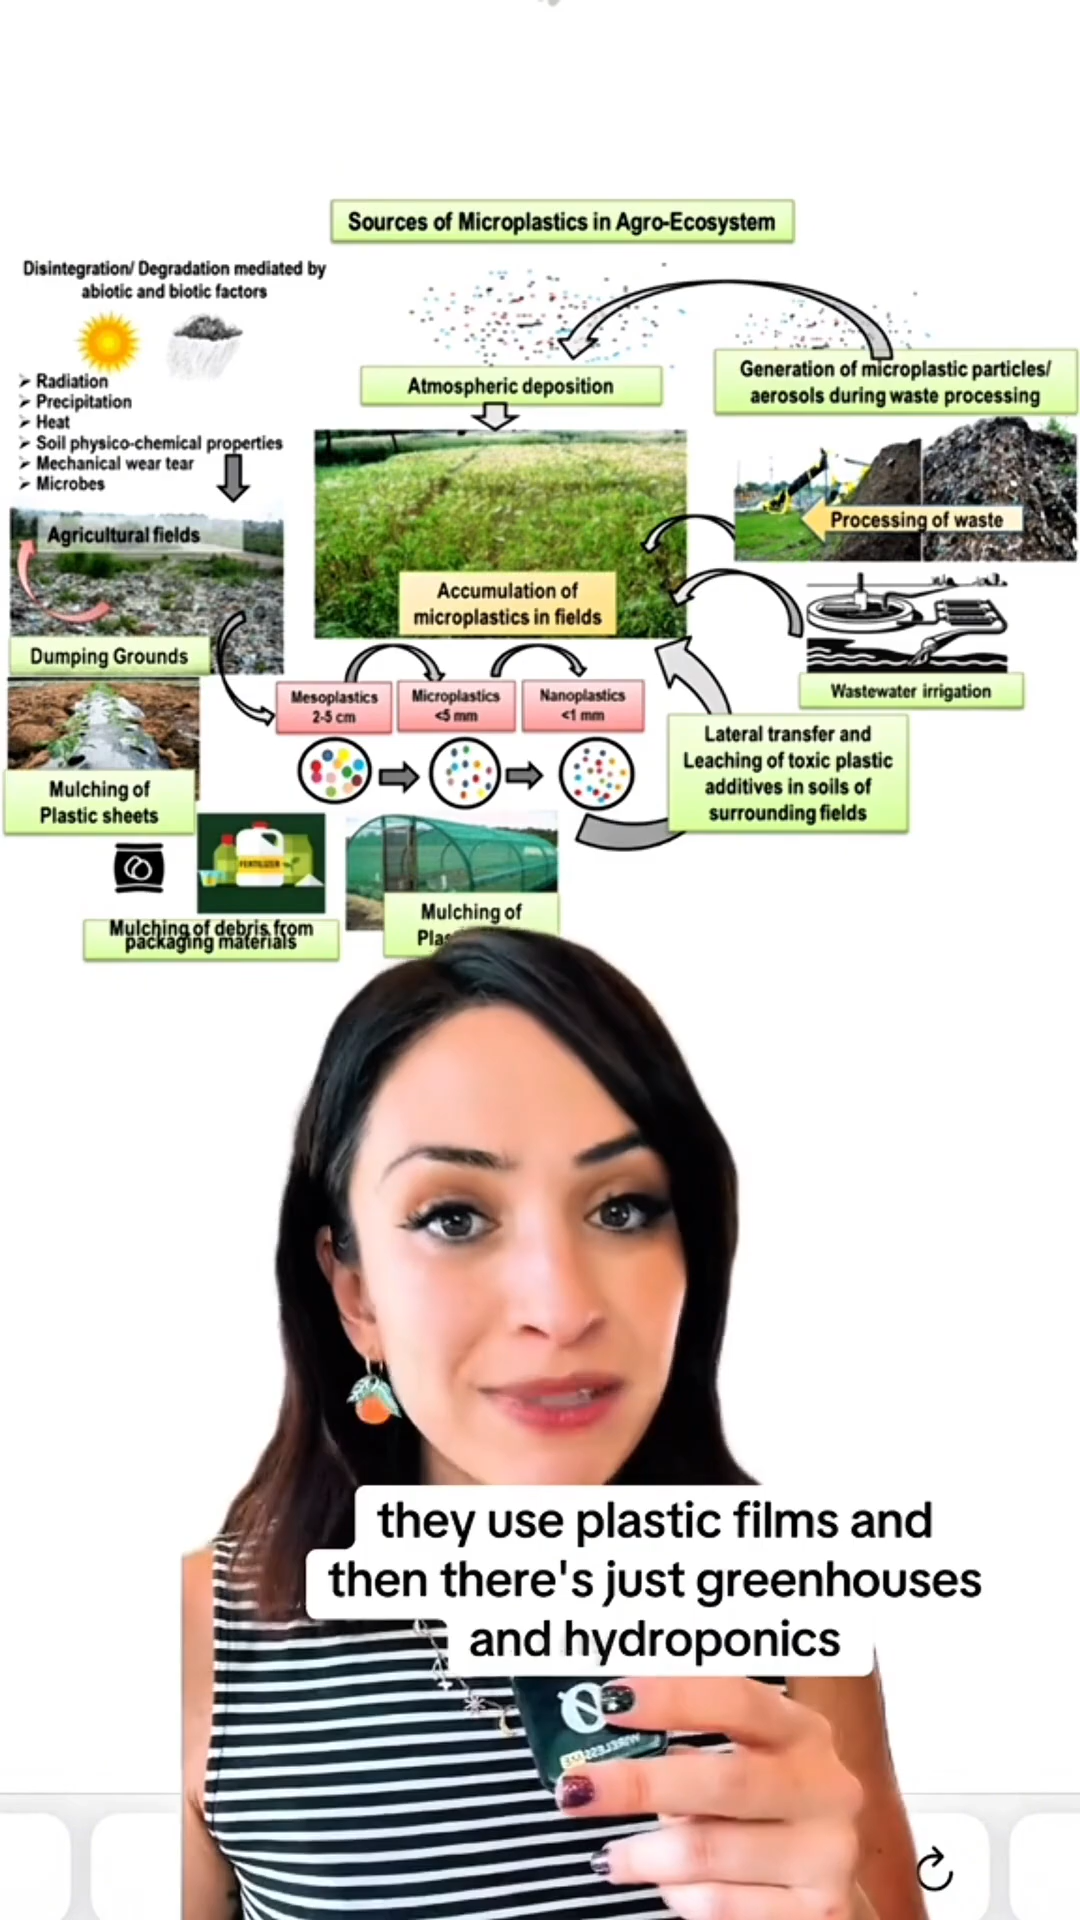 Sources of Microplastics in Agro-Ecosystem
Disintegration/ Degradation mediated by
abiotic and biotic factors
➢ Radiation
➢ Precipitation
➢ Heat
➢ Soil physico-chemical properties
➢ Mechanical wear tear
➢ Microbes
Atmospheric deposition
Generation of microplastic particles/
aerosols during waste processing
Processing of waste
Agricultural fields
Accumulation of
microplastics in fields
Dumping Grounds
Wastewater irrigation
Mesoplastics
2-5 cm
Microplastics
<5 mm
Nanoplastics
<1 mm
Lateral transfer and
Leaching of toxic plastic
additives in soils of
surrounding fields
Mulching of
Plastic sheets
FERTILIZER
Mulching of debris from
packaging materials
Mulching of
they use plastic films and
then there's just greenhouses
and hydroponics
WIRELESS